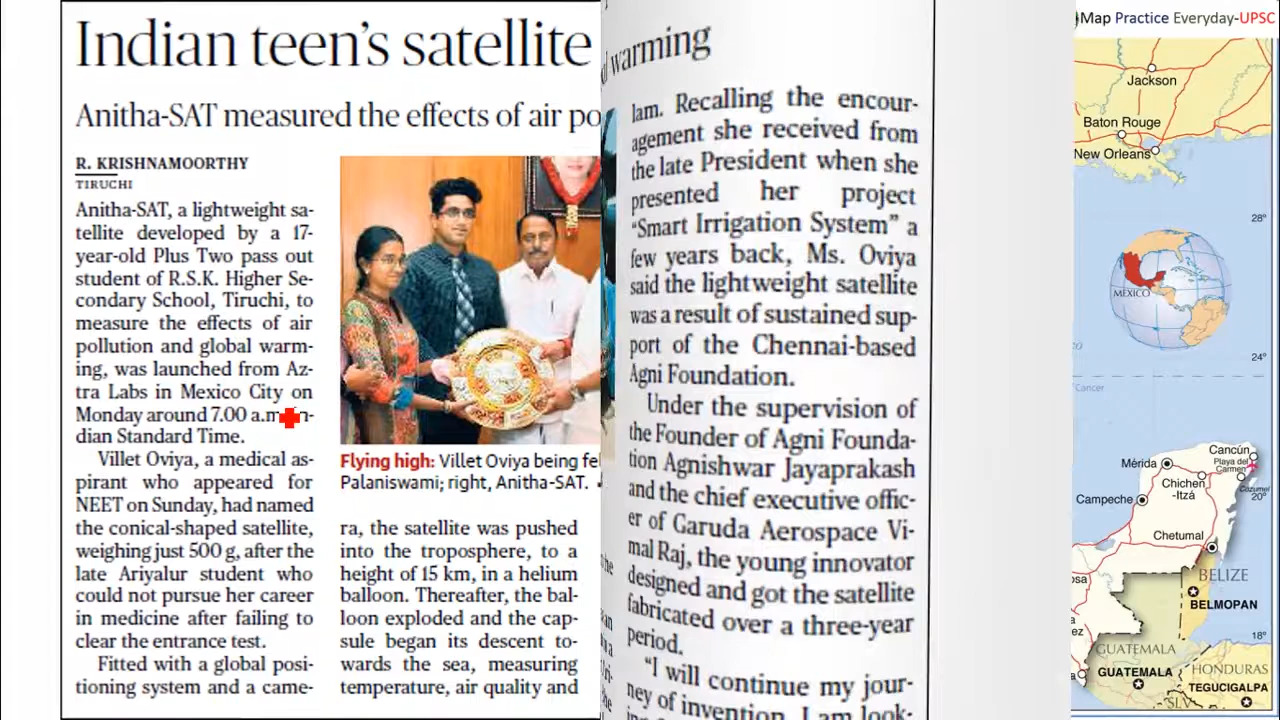 Indian teen's satellite
Anitha-SAT measured the effects of air po
R. KRISHNAMOORTHY
TIRUCHI
Anitha-SAT, a lightweight sa-
tellite developed by a 17-
year-old Plus Two pass out
student of R.S.K. Higher Se-
condary School, Tiruchi, to
measure the effects of air
pollution and global warm-
ing, was launched from Az-
tra Labs in Mexico City on
Monday around 7.00 a.m
dian Standard Time.
Villet Oviya, a medical as-
pirant who appeared for
NEET on Sunday, had named
the conical-shaped satellite,
weighing just 500 g, after the
late Ariyalur student who
could not pursue her career
in medicine after failing to
clear the entrance test.
Fitted with a global posi-
tioning system and a came-
Flying high: Villet Oviya being fel
Palaniswami; right, Anitha-SAT.
ra, the satellite was pushed
into the troposphere, to a
height of 15 km, in a helium
balloon. Thereafter, the bal-
loon exploded and the cap-
sule began its descent to-
wards the sea, measuring
temperature, air quality and
warming
lam. Recalling the encour-
agement she received from
the late President when she
presented her project
"Smart Irrigation System" a
few years back, Ms. Oviya
said the lightweight satellite
was a result of sustained sup-
port of the Chennai-based
Agni Foundation.
Under the supervision of
the Founder of Agni Founda-
tion Agnishwar Jayaprakash
and the chief executive offic-
er of Garuda Aerospace Vi-
mal Raj, the young innovator
designed and got the satellite
fabricated over a three-year
period.
"I will continue my jour-
ney of invention. I am look-
Map Practice Everyday-UPSC
Jackson
Baton Rouge
New Orleans
28°
MEXICO
24°
Cancer
Cancún
Playa del
Carmen
Mérida
Chichen
-Itzá
Cozumel
20°
Campeche
Chetumal
BELIZE
BELMOPAN
18°
GUATEMALA
HONDURAS
GUATEMALA
TEGUCIGALPA